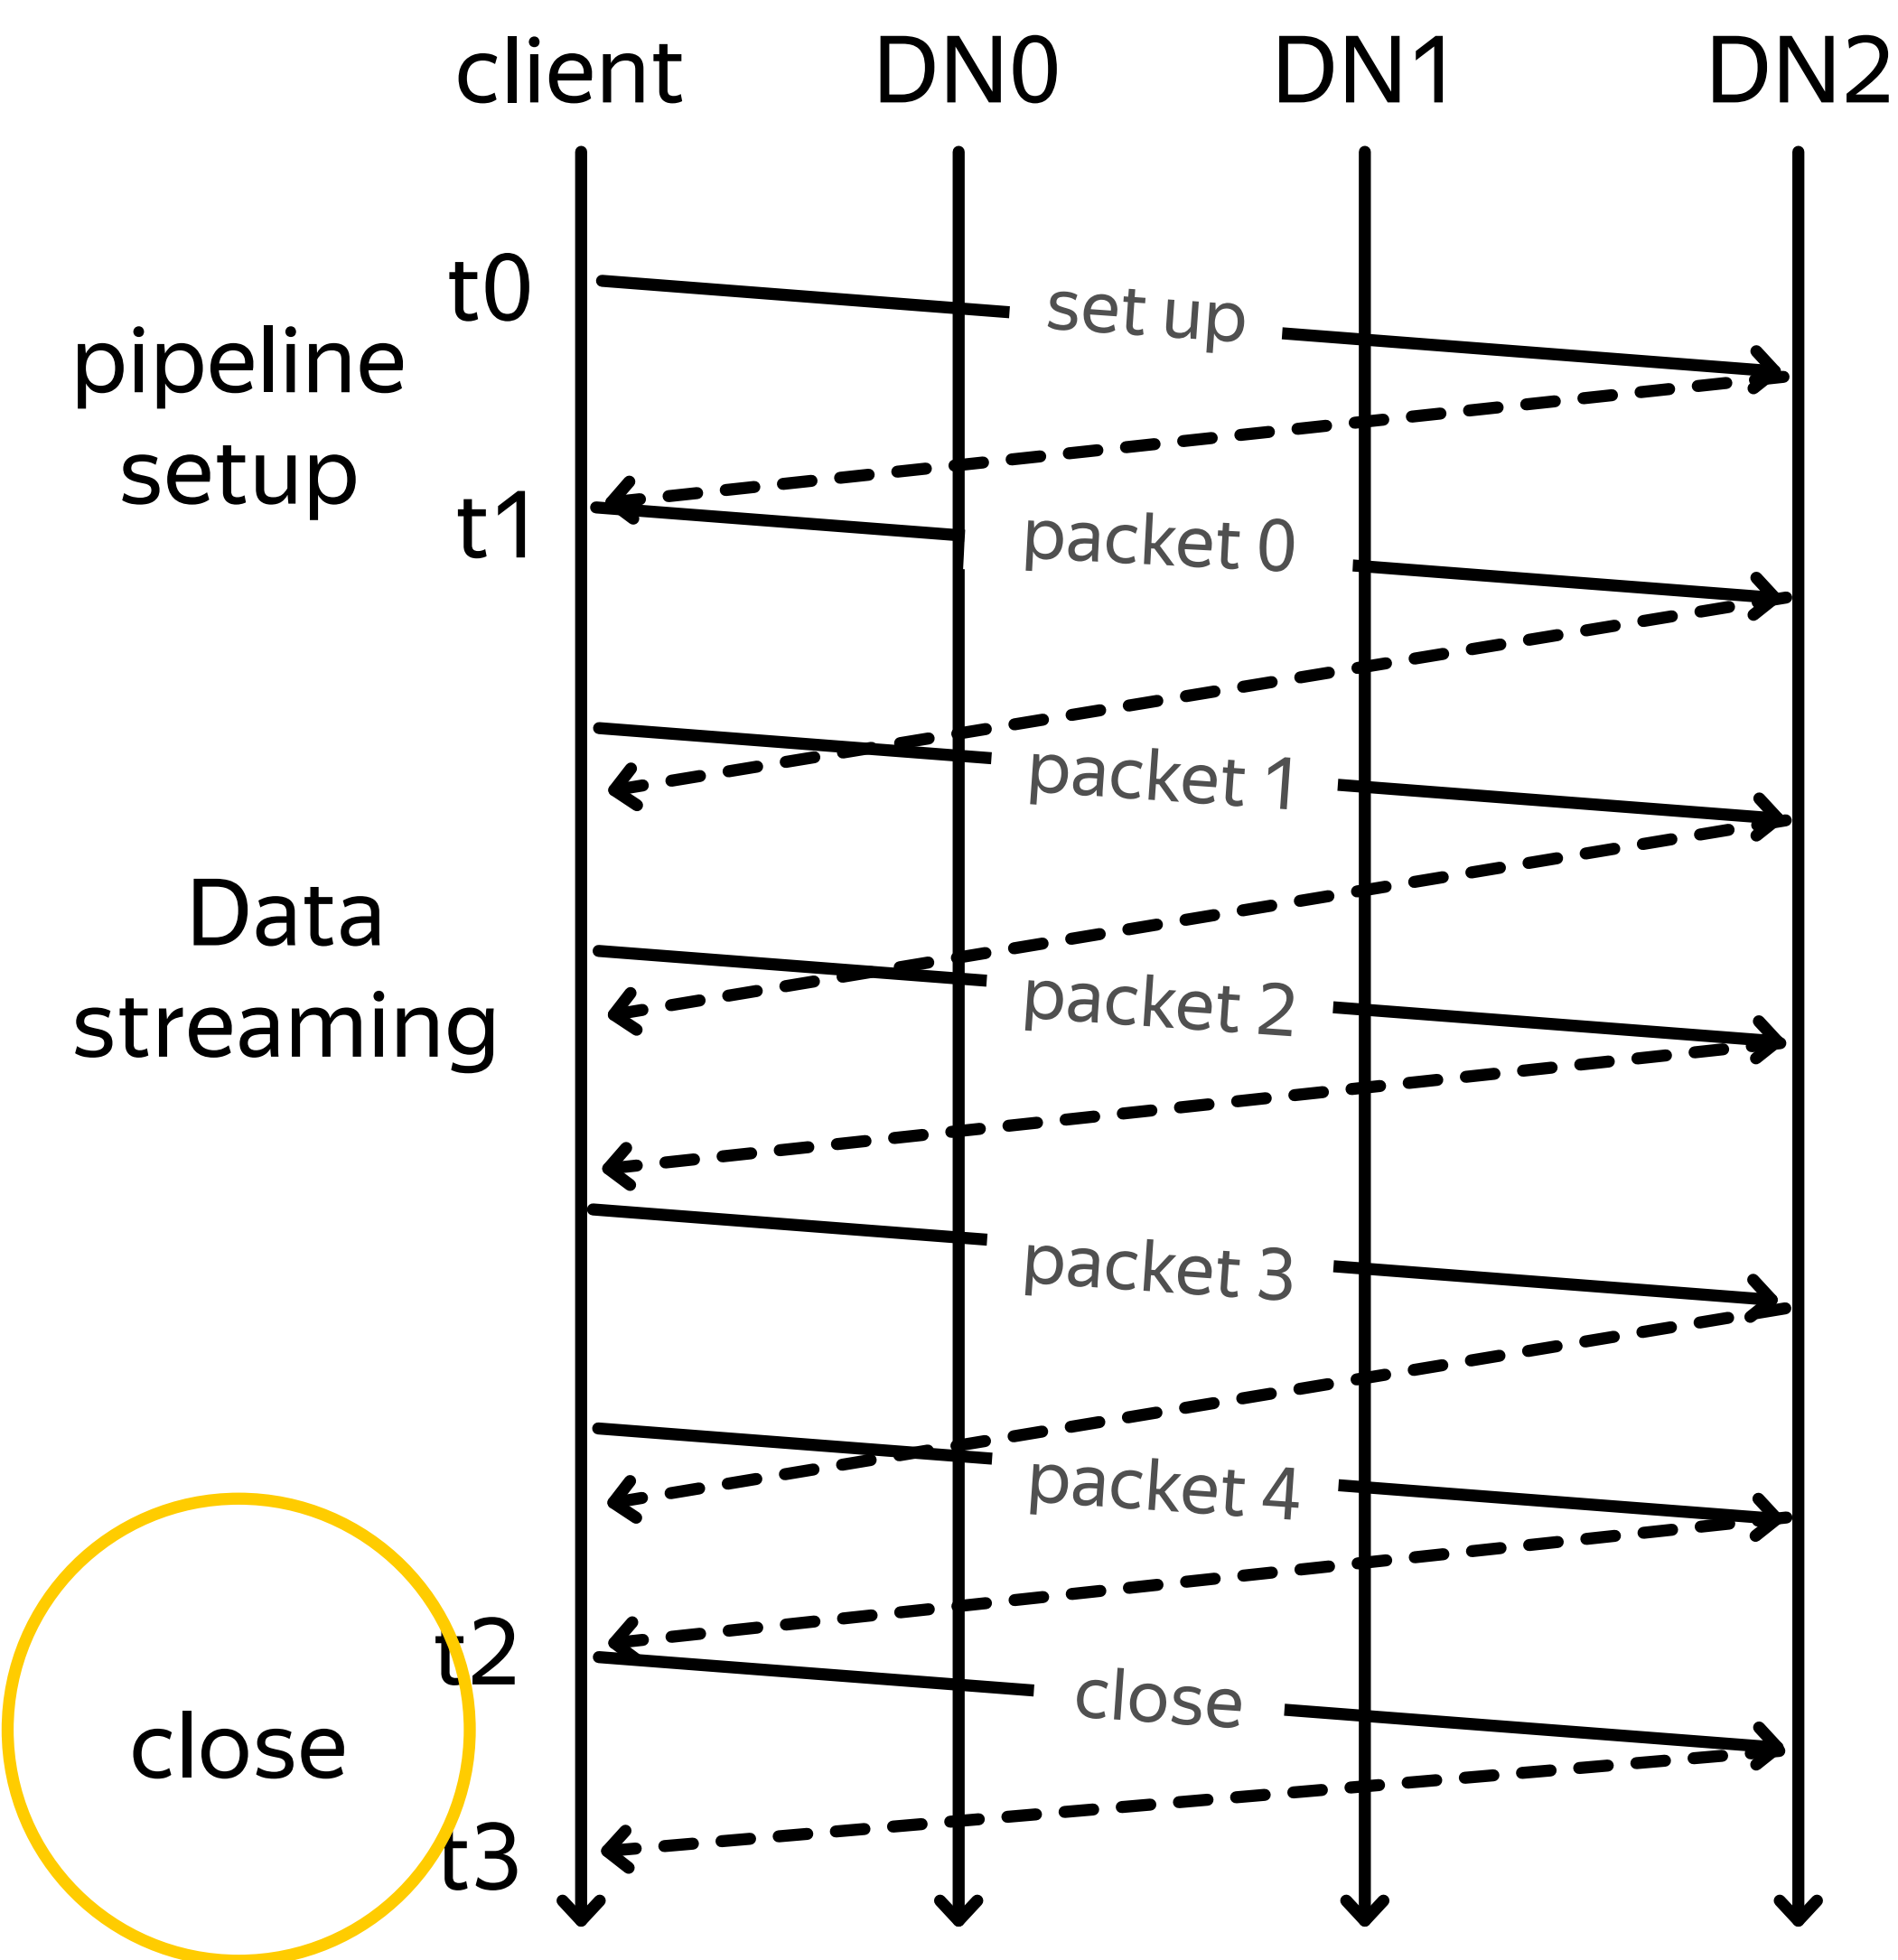 client DN0 DN1 DN2
t0
set up
pipeline
setup
t1
packet 0
packet 1
Data
streaming
packet 2
packet 3
packet 4
t2
close
close
t3